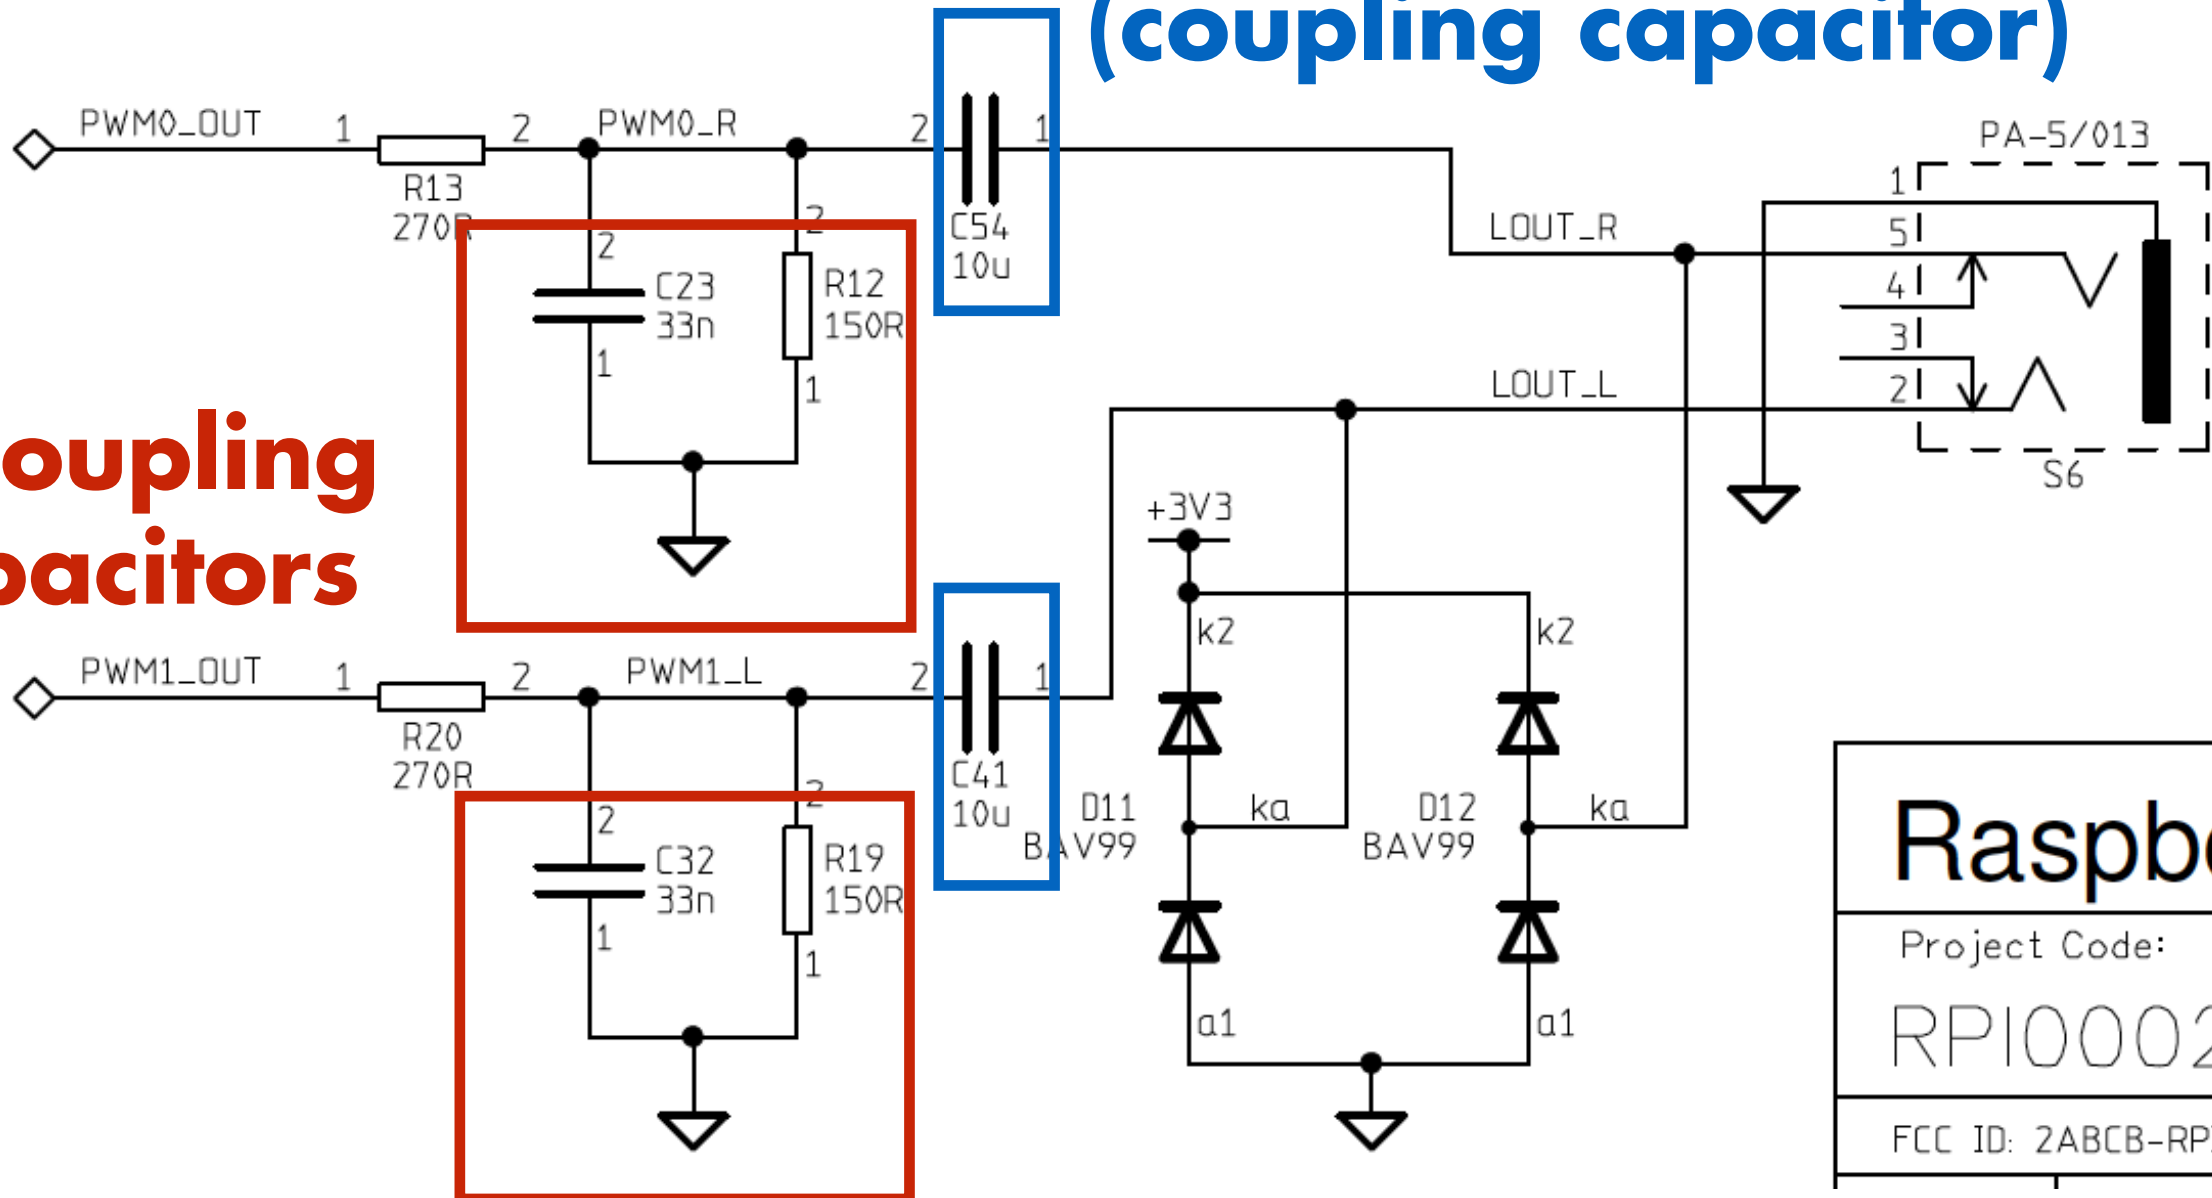 (coupling capacitor)
PWM0_OUT 1 2 PWM0_R 2 1
R13
270R
2 2
C23
33n
R12
150R
1 1
C54
10u
PA-5/013
1
5
4
3
2
LOUT_R
LOUT_L
S6
oupling
pacitors
+3V3
k2 k2
PWM1_OUT 1 2 PWM1_L 2 1
R20
270R
2 2
C32
33n
R19
150R
1 1
C41
10u
D11
BAV99
ka
D12
BAV99
ka
a1 a1
Raspb
Project Code:
RPI0002
FCC ID: 2ABCB-RP